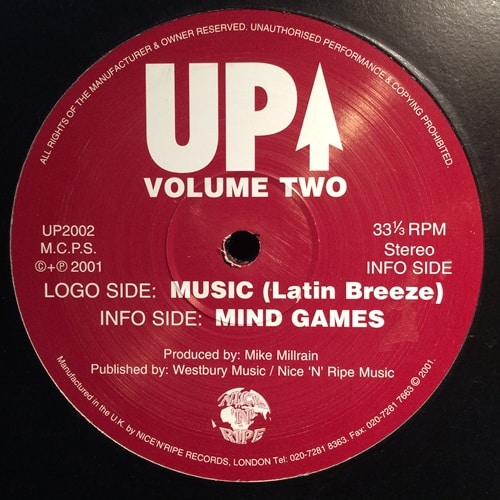 ALL RIGHTS OF THE MANUFACTURER & OWNER RESERVED. UNAUTHORISED PERFORMANCE & COPYING PROHIBITED.
UP
VOLUME TWO
UP2002
M.C.P.S.
©+℗ 2001
33⅓ RPM
Stereo
INFO SIDE
LOGO SIDE: MUSIC (Latin Breeze)
INFO SIDE: MIND GAMES
Produced by: Mike Millrain
Published by: Westbury Music / Nice 'N' Ripe Music
NICE
'N'
RIPE
Manufactured in the U.K. by NICE'N'RIPE RECORDS, LONDON Tel: 020-7281 8363. Fax: 020-7281 7663 © 2001.